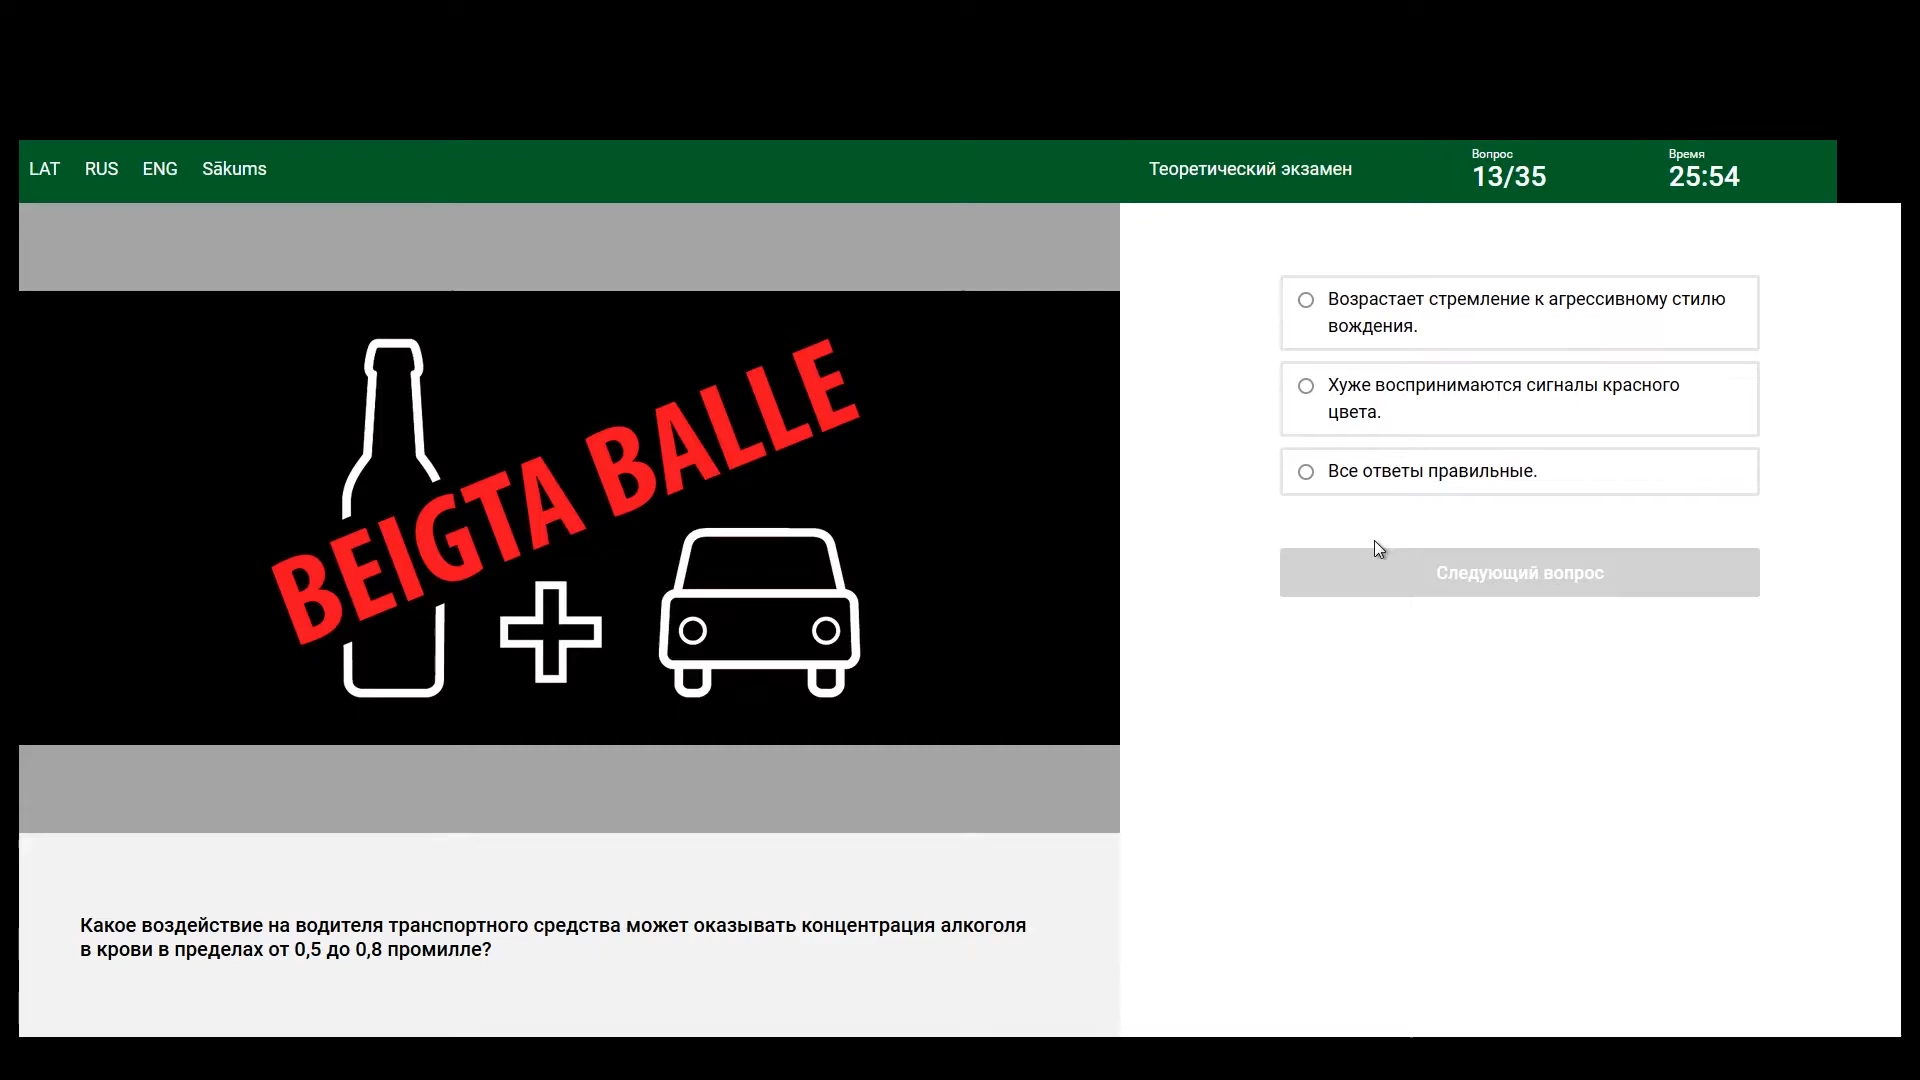 LAT RUS ENG Sākums
Теоретический экзамен
Вопрос
13/35
Время
25:54
BEIGTA BALLE
Возрастает стремление к агрессивному стилю
вождения.
Хуже воспринимаются сигналы красного
цвета.
Все ответы правильные.
Следующий вопрос
Какое воздействие на водителя транспортного средства может оказывать концентрация алкоголя
в крови в пределах от 0,5 до 0,8 промилле?